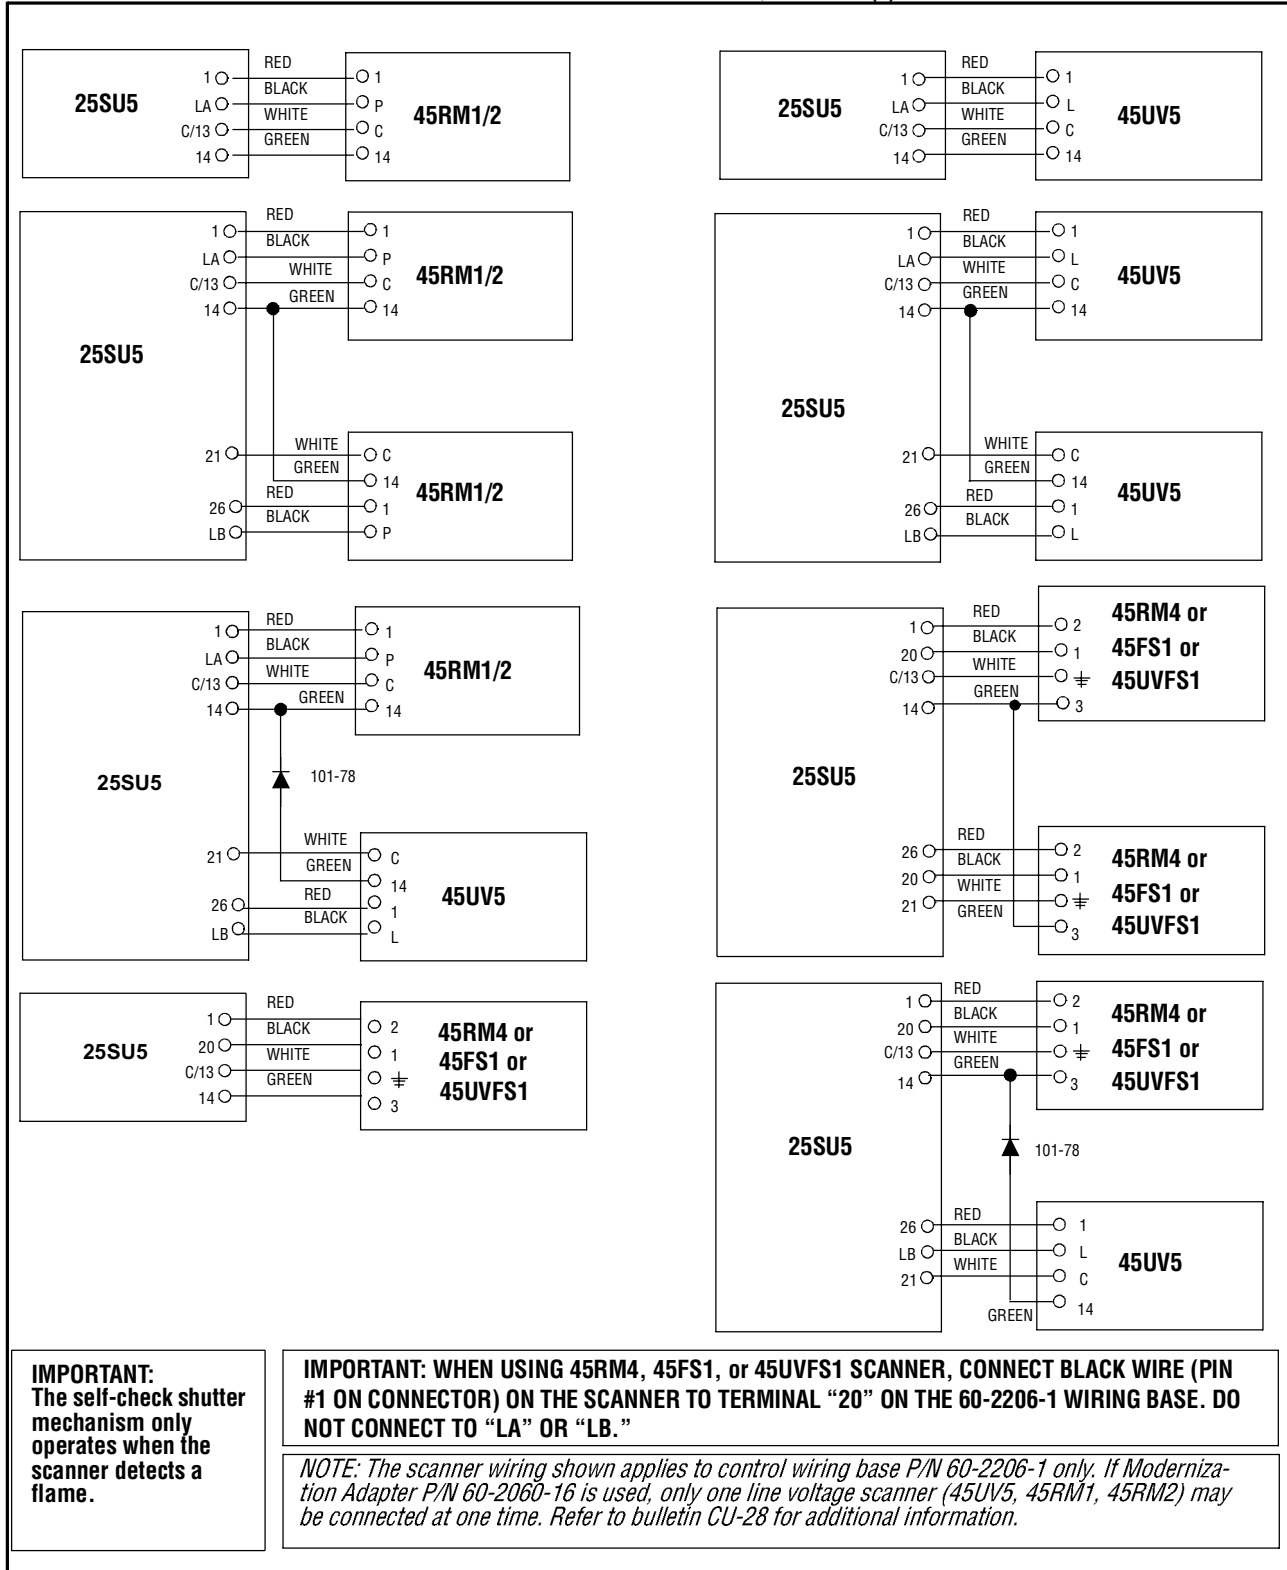 RED
1 1
BLACK
25SU5 LA P 45RM1/2
WHITE
C/13 C
GREEN
14 14
RED
1 1
BLACK
25SU5 LA L 45UV5
WHITE
C/13 C
GREEN
14 14
RED
1 1
BLACK
LA P
WHITE 45RM1/2
C/13 C
GREEN
14 14
25SU5
WHITE
21 C
GREEN
14
RED 45RM1/2
26 1
BLACK
LB P
RED
1 1
BLACK
LA L
WHITE 45UV5
C/13 C
GREEN
14 14
25SU5
WHITE
21 C
GREEN
14
RED 45UV5
26 1
BLACK
LB L
RED
1 1
BLACK
LA P
WHITE 45RM1/2
C/13 C
GREEN
14 14
101-78
25SU5
WHITE
21 C
GREEN
14
RED 45UV5
26 1
BLACK
LB L
RED 45RM4 or
1 2
BLACK
20 1 45FS1 or
WHITE
C/13 45UVFS1
GREEN
14 3
25SU5
RED
26 2 45RM4 or
BLACK
20 1
WHITE 45FS1 or
21
GREEN 45UVFS1
3
RED
1 2 45RM4 or
BLACK
25SU5 20 1 45FS1 or
WHITE
C/13 45UVFS1
GREEN
14 3
RED
1 2 45RM4 or
BLACK
20 1
WHITE 45FS1 or
C/13
GREEN 45UVFS1
14 3
25SU5 101-78
RED
26 1
BLACK
LB L 45UV5
WHITE
21 C
GREEN 14
IMPORTANT:
The self-check shutter
mechanism only
operates when the
scanner detects a
flame.
IMPORTANT: WHEN USING 45RM4, 45FS1, or 45UVFS1 SCANNER, CONNECT BLACK WIRE (PIN
#1 ON CONNECTOR) ON THE SCANNER TO TERMINAL “20” ON THE 60-2206-1 WIRING BASE. DO
NOT CONNECT TO “LA” OR “LB.”
NOTE: The scanner wiring shown applies to control wiring base P/N 60-2206-1 only. If Moderniza-
tion Adapter P/N 60-2060-16 is used, only one line voltage scanner (45UV5, 45RM1, 45RM2) may
be connected at one time. Refer to bulletin CU-28 for additional information.